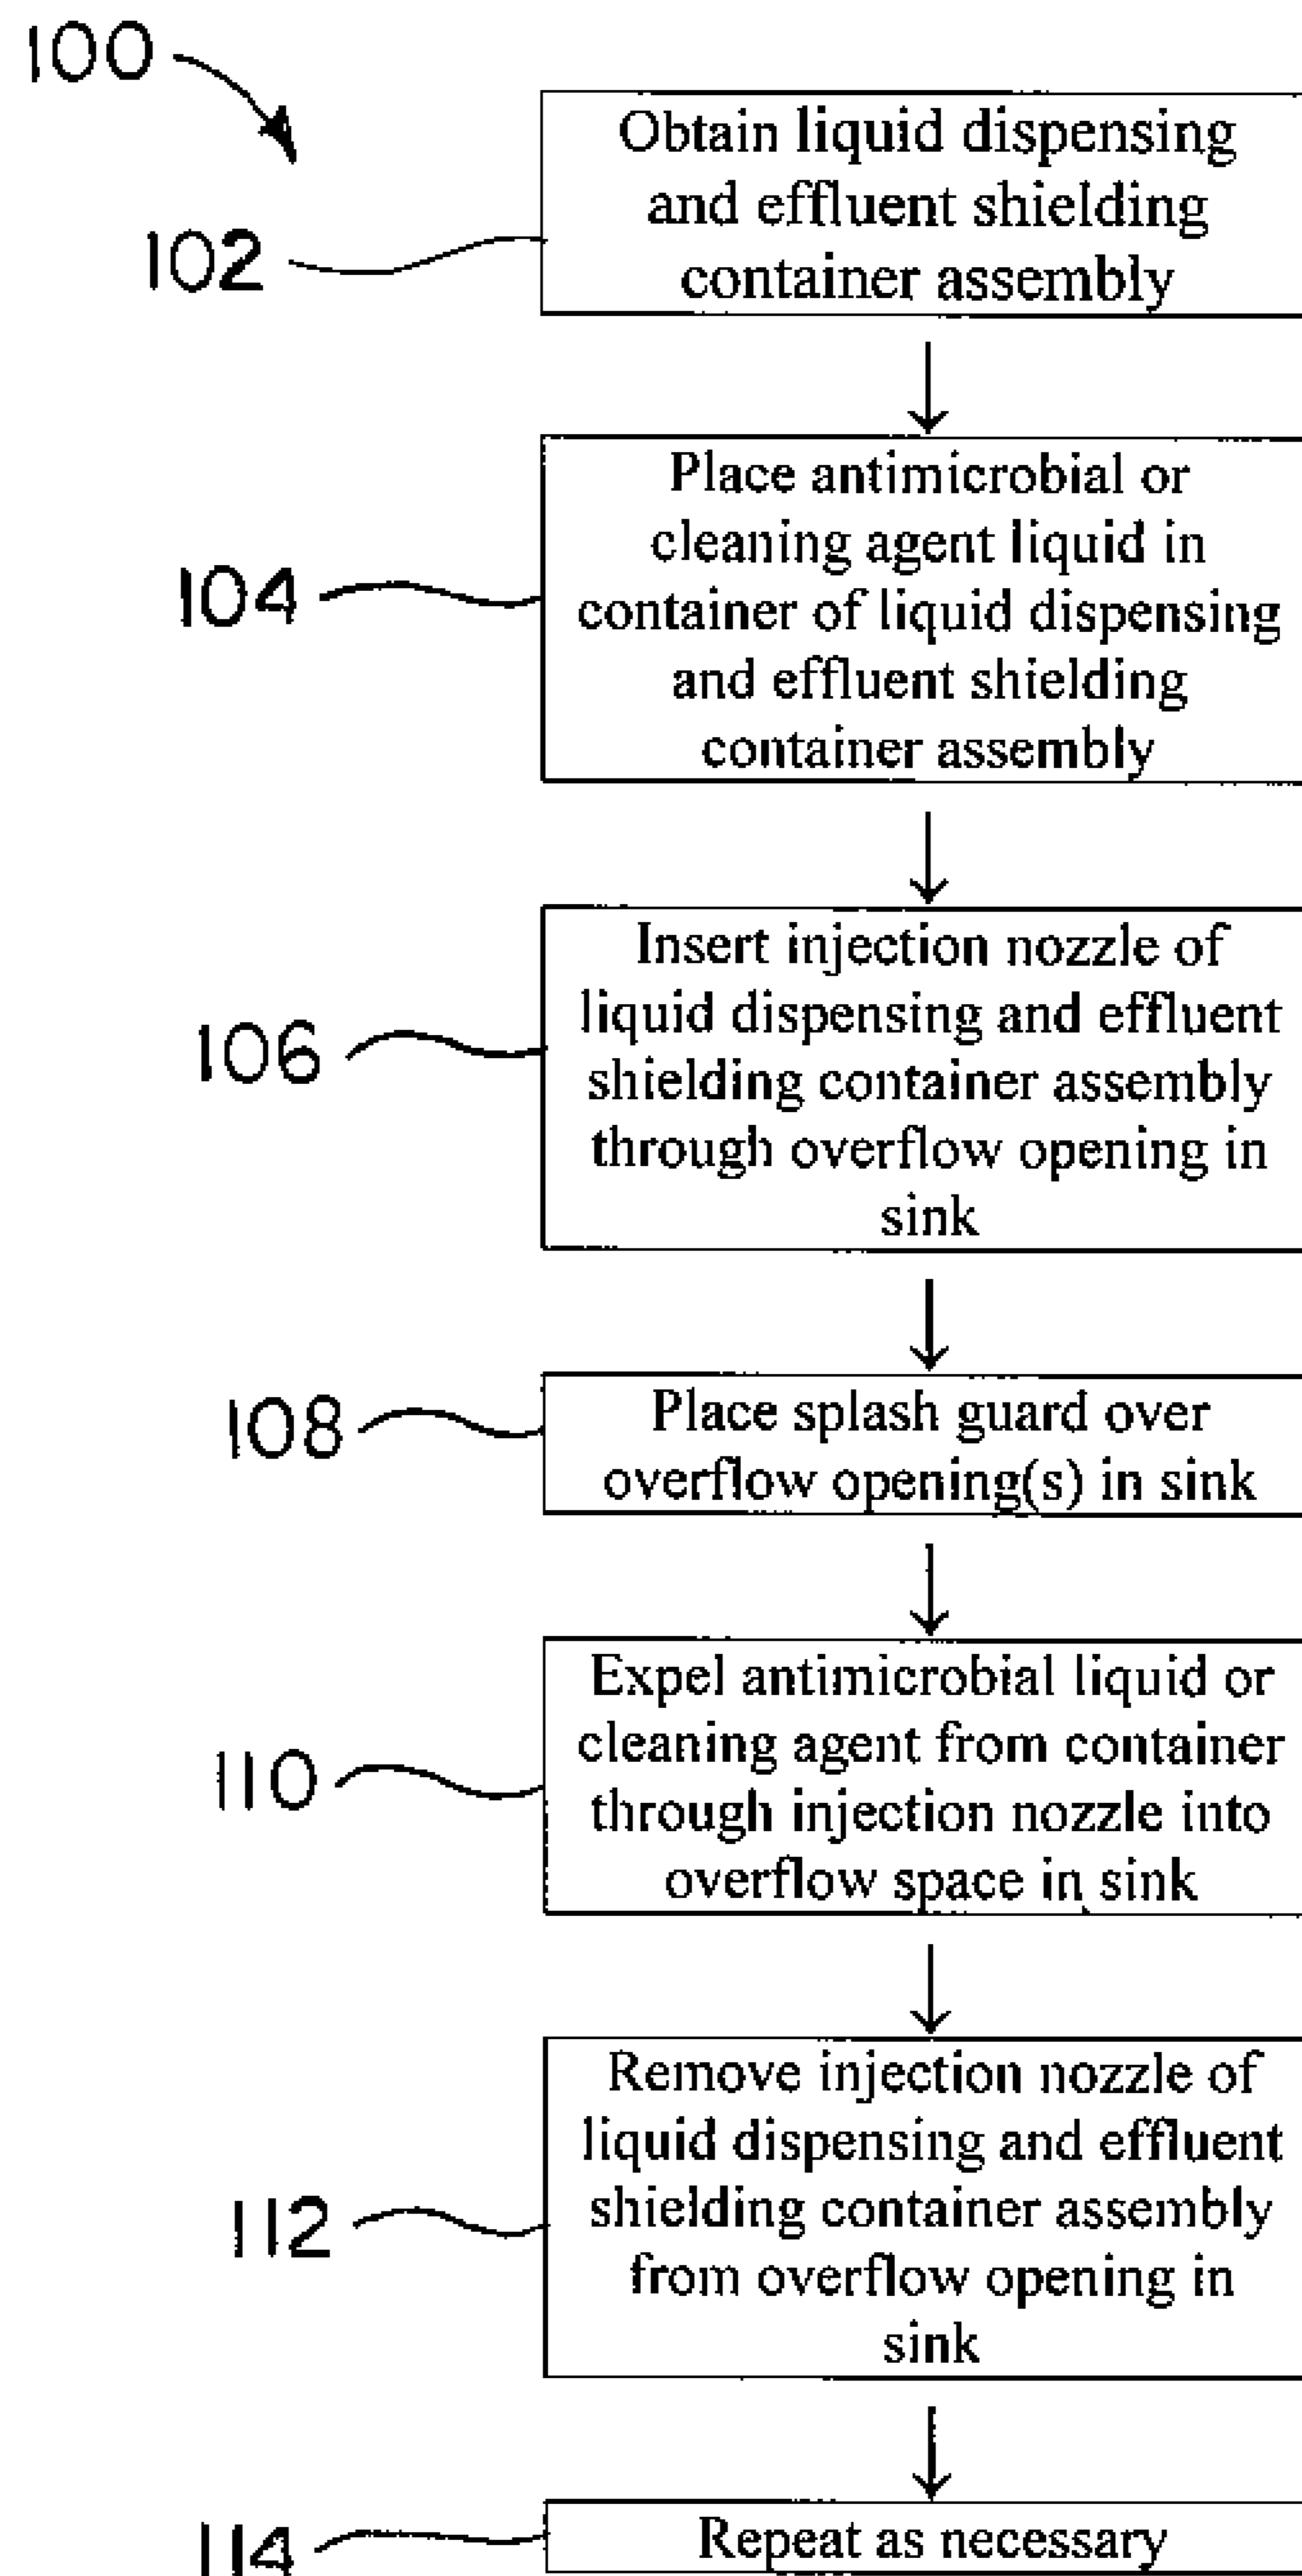 100
Obtain liquid dispensing
and effluent shielding
container assembly
102
Place antimicrobial or
cleaning agent liquid in
container of liquid dispensing
and effluent shielding
container assembly
104
Insert injection nozzle of
liquid dispensing and effluent
shielding container assembly
through overflow opening in
sink
106
Place splash guard over
overflow opening(s) in sink
108
Expel antimicrobial liquid or
cleaning agent from container
through injection nozzle into
overflow space in sink
110
Remove injection nozzle of
liquid dispensing and effluent
shielding container assembly
from overflow opening in
sink
112
Repeat as necessary
114